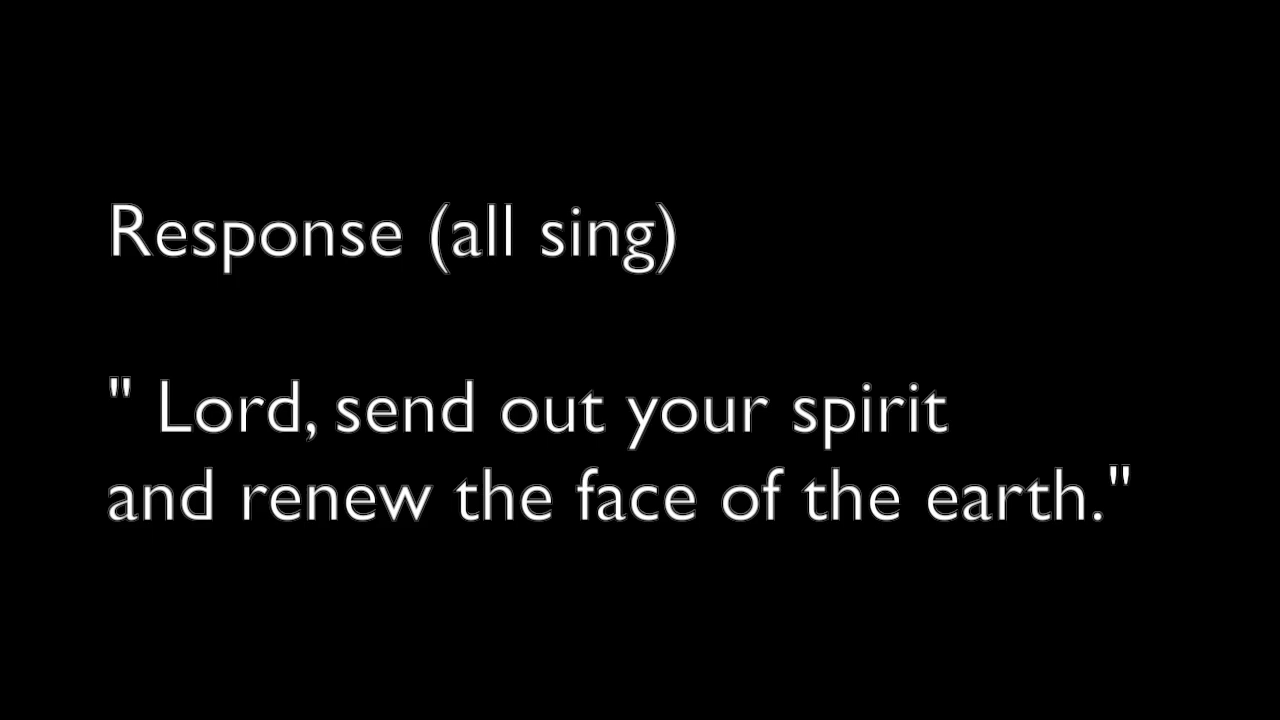 Response (all sing)
" Lord, send out your spirit
and renew the face of the earth."